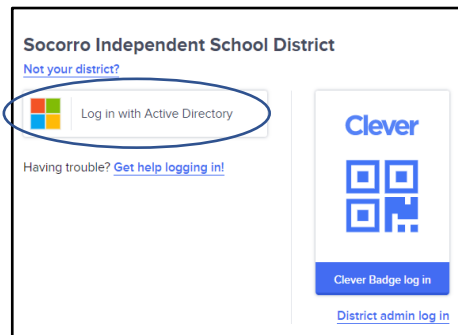 Socorro Independent School District
Not your district?
Log in with Active Directory
Having trouble? Get help logging in!
Clever
Clever Badge log in
District admin log in